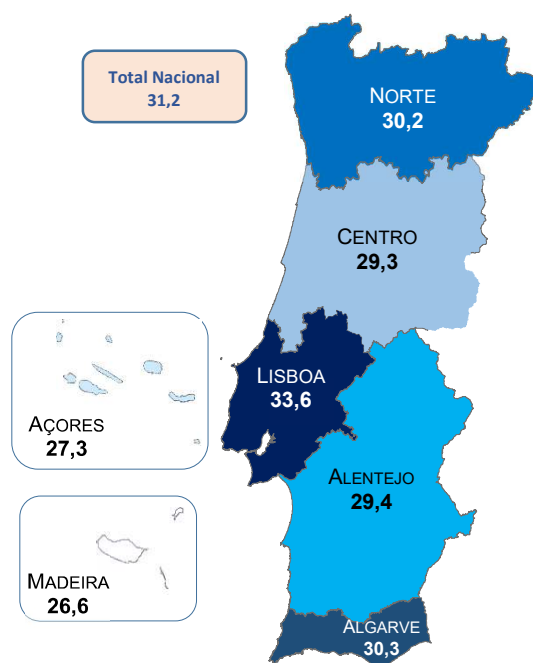 Total Nacional
31,2
NORTE
30,2
CENTRO
29,3
LISBOA
33,6
AÇORES
27,3
ALENTEJO
29,4
MADEIRA
26,6
ALGARVE
30,3